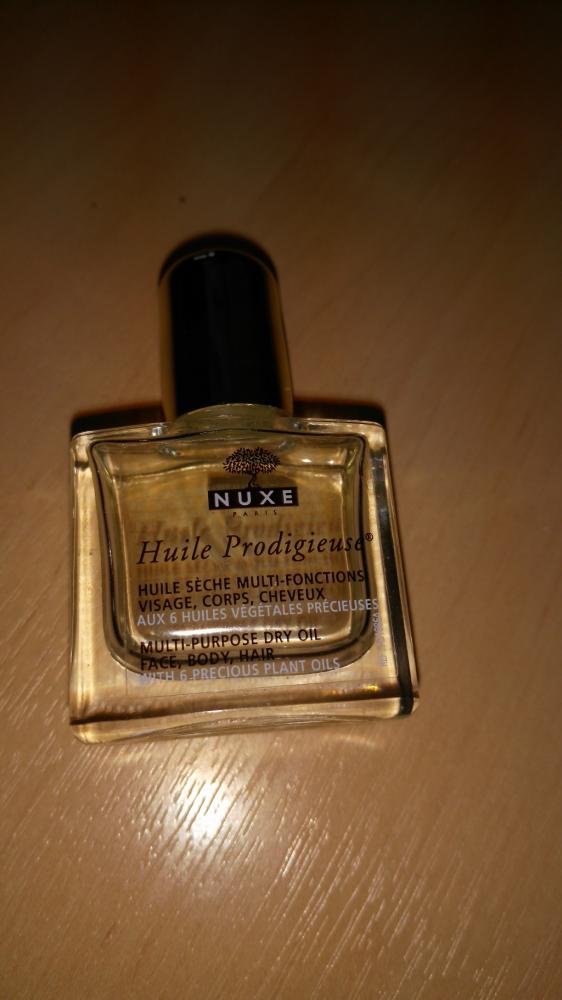 NUXE
PARIS
Huile Prodigieuse®
HUILE SÈCHE MULTI-FONCTIONS
VISAGE, CORPS, CHEVEUX
AUX 6 HUILES VÉGÉTALES PRÉCIEUSES
MULTI-PURPOSE DRY OIL
FACE, BODY, HAIR
WITH 6 PRECIOUS PLANT OILS